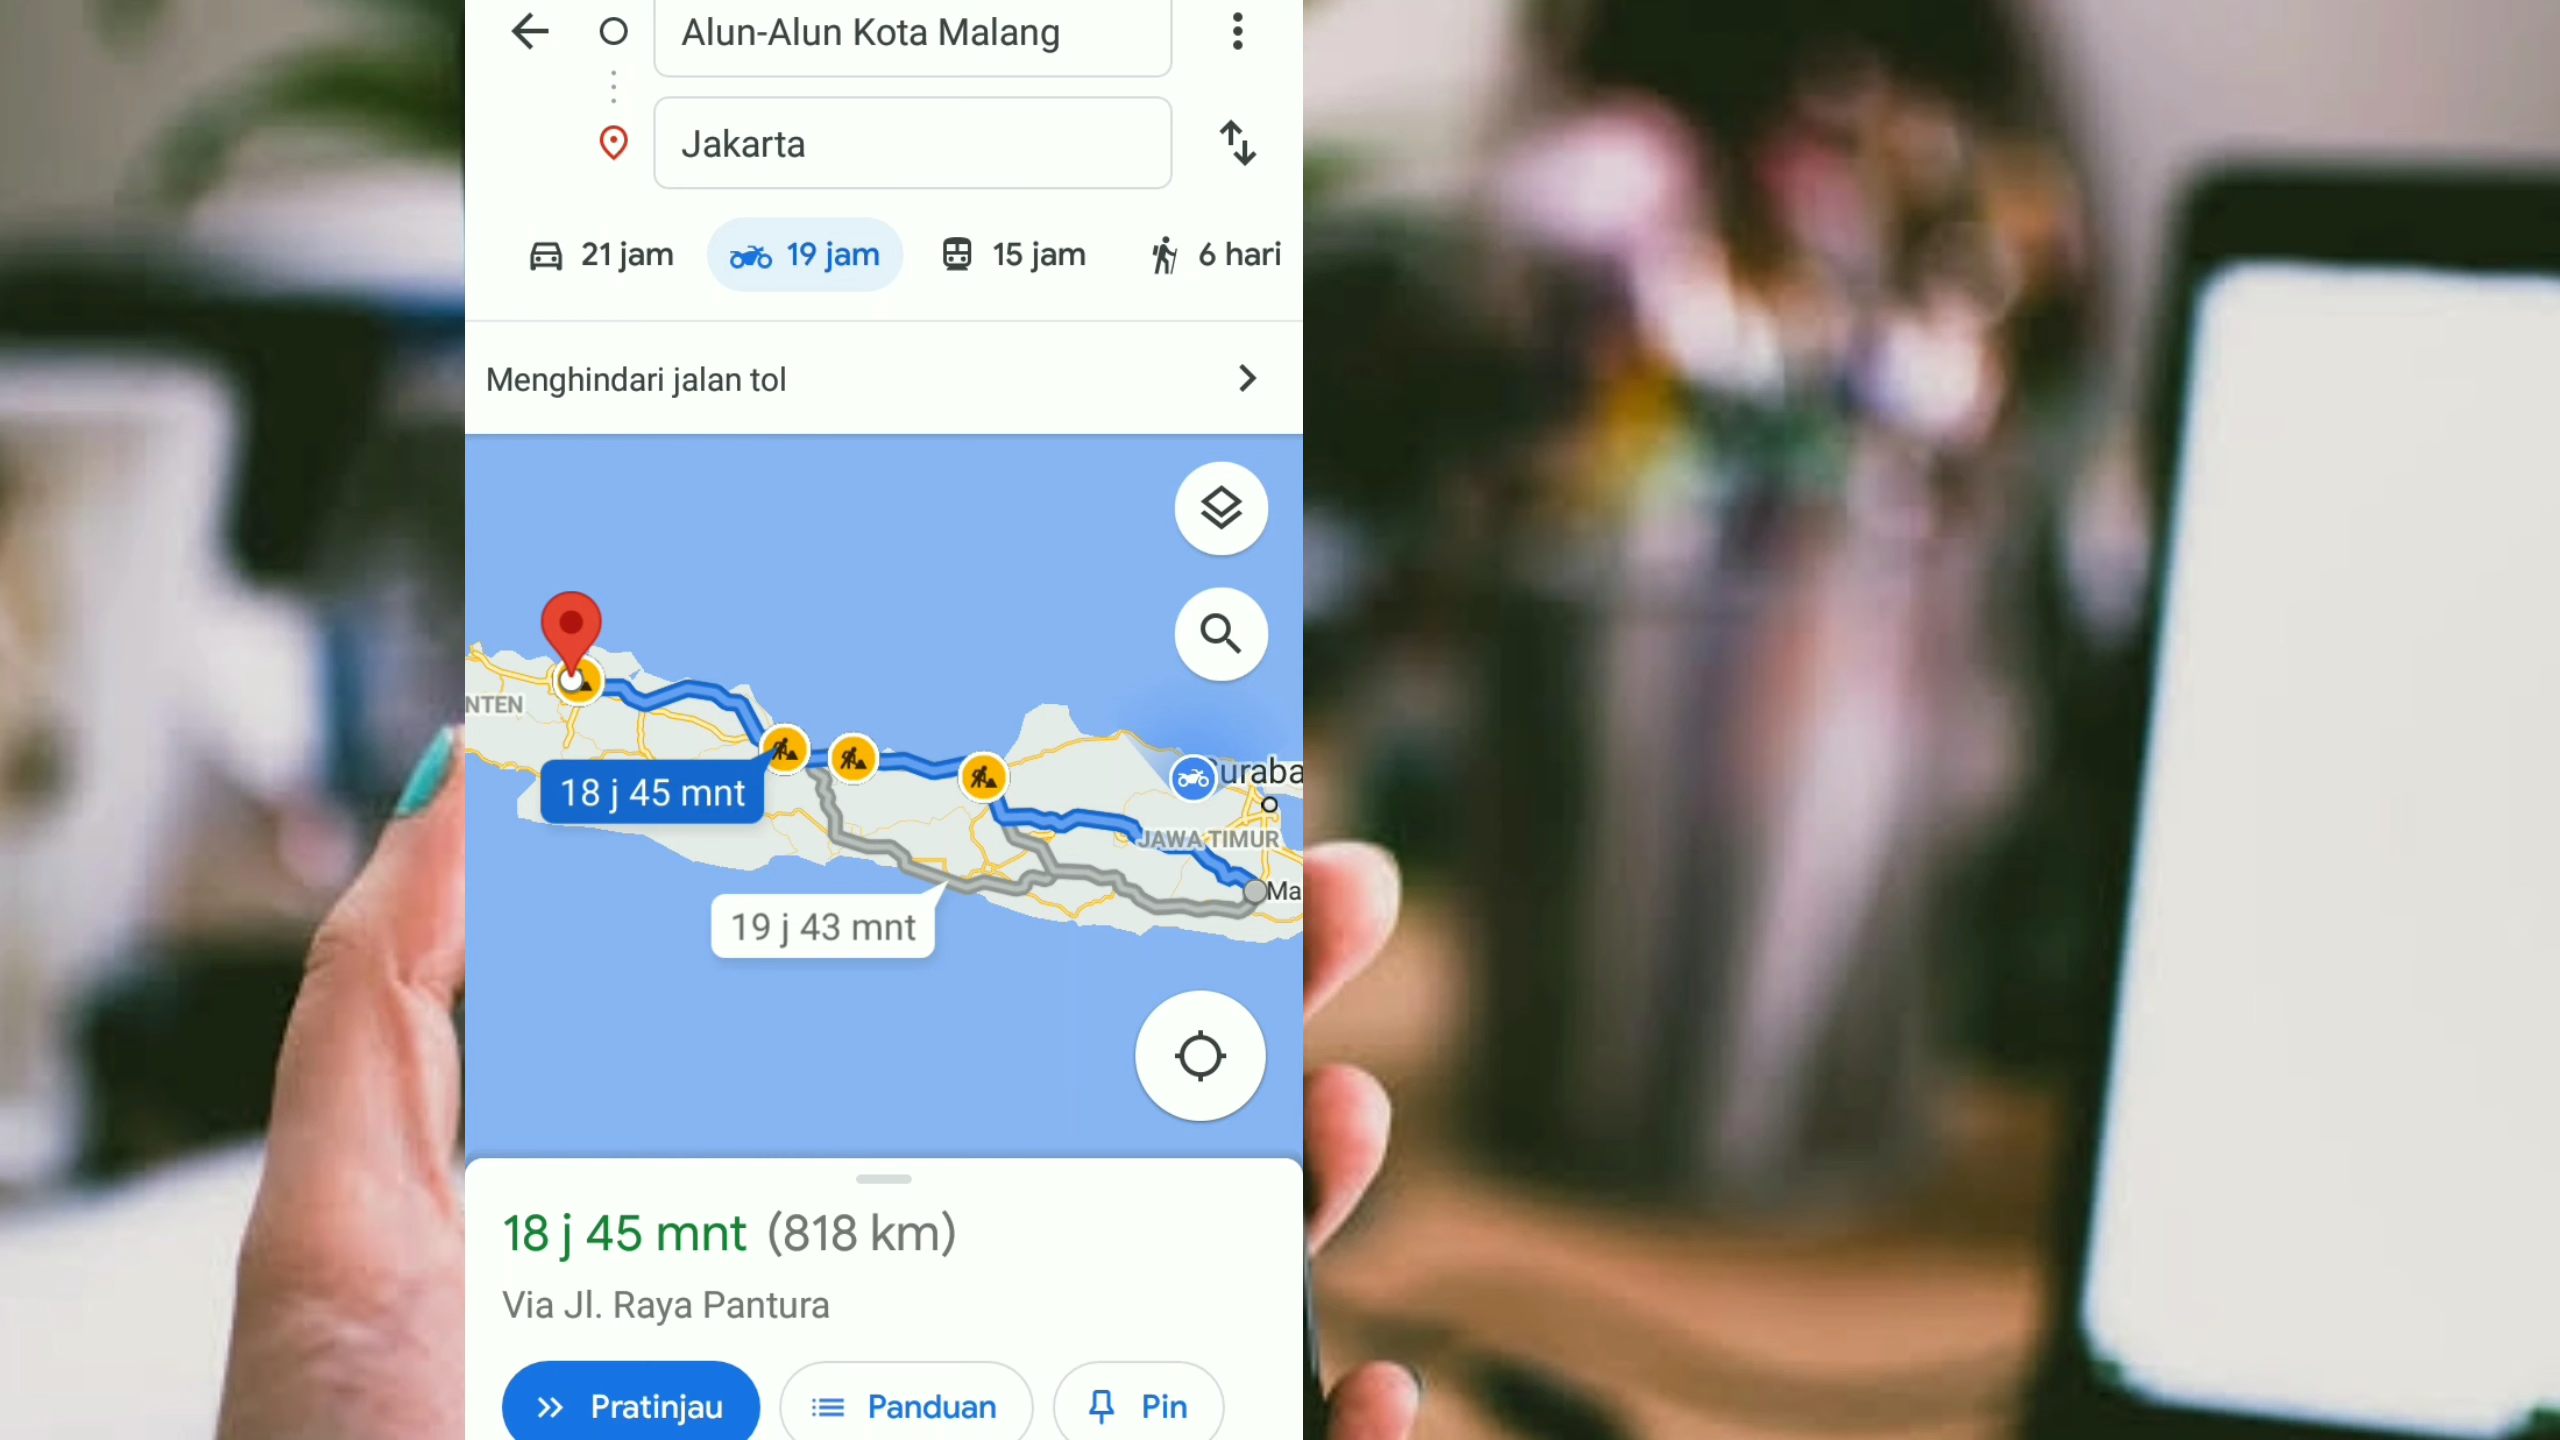 Alun-Alun Kota Malang
Jakarta
21 jam
19 jam
15 jam
6 hari
Menghindari jalan tol
NTEN
18 j 45 mnt
uraba
JAWA TIMUR
Ma
19 j 43 mnt
18 j 45 mnt (818 km)
Via Jl. Raya Pantura
Pratinjau
Panduan
Pin